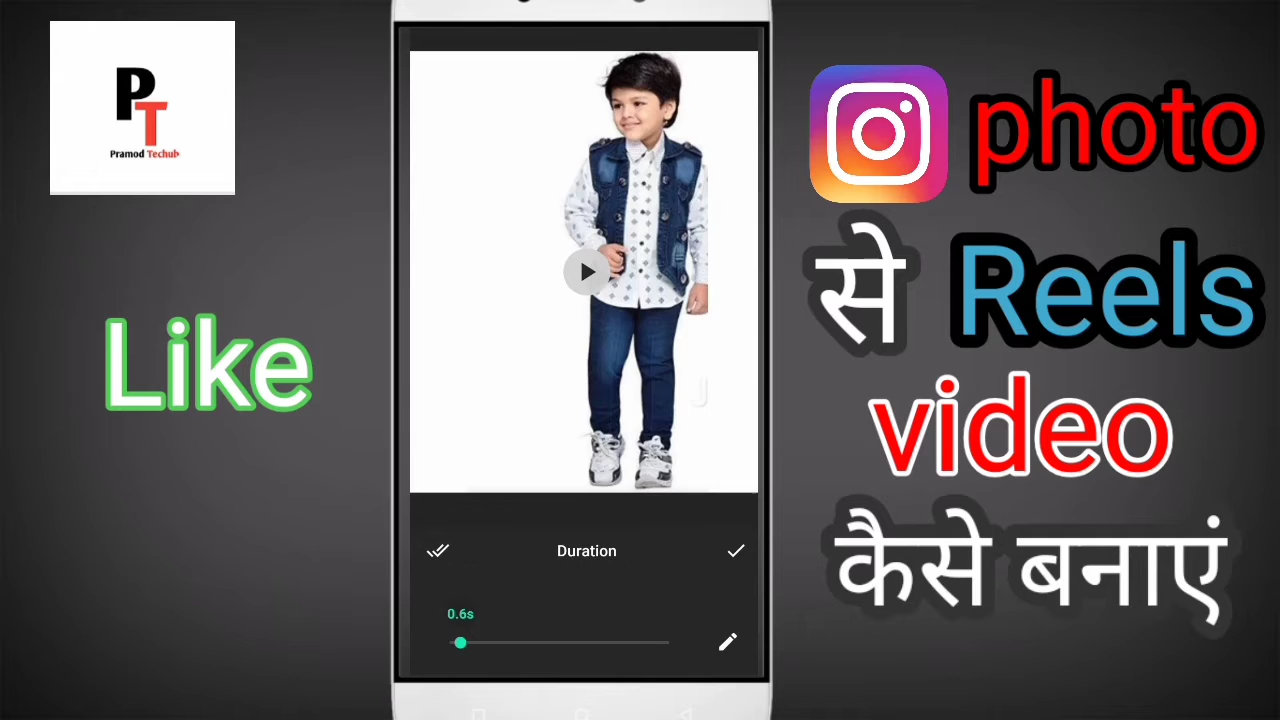 PT
Pramod Techub
Like
Duration
0.6s
photo
से Reels
video
कैसे बनाएं